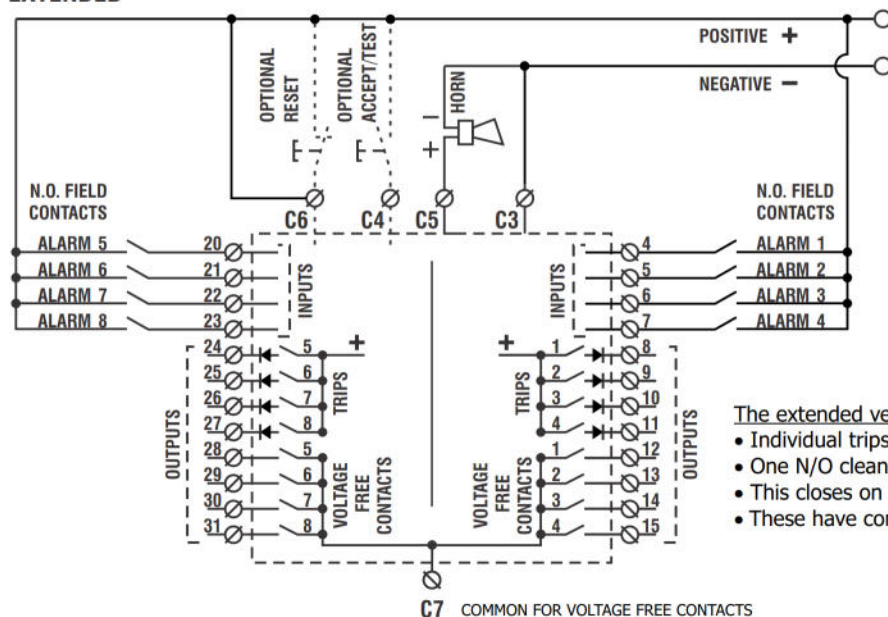 EXTENDED
POSITIVE +
NEGATIVE −
OPTIONAL
RESET
OPTIONAL
ACCEPT/TEST
−
+
HORN
N.O. FIELD
CONTACTS
N.O. FIELD
CONTACTS
C6
C4
C5
C3
ALARM 5
20
ALARM 6
21
ALARM 7
22
ALARM 8
23
INPUTS
INPUTS
4
ALARM 1
5
ALARM 2
6
ALARM 3
7
ALARM 4
24
5
+
25
6
26
7
27
8
TRIPS
28
5
29
6
30
7
31
8
VOLTAGE
FREE
CONTACTS
OUTPUTS
+
1
8
2
9
3
10
4
11
TRIPS
1
12
2
13
3
14
4
15
VOLTAGE
FREE
CONTACTS
OUTPUTS
The extended ve
• Individual trips
• One N/O clean
• This closes on
• These have cor
C7 COMMON FOR VOLTAGE FREE CONTACTS